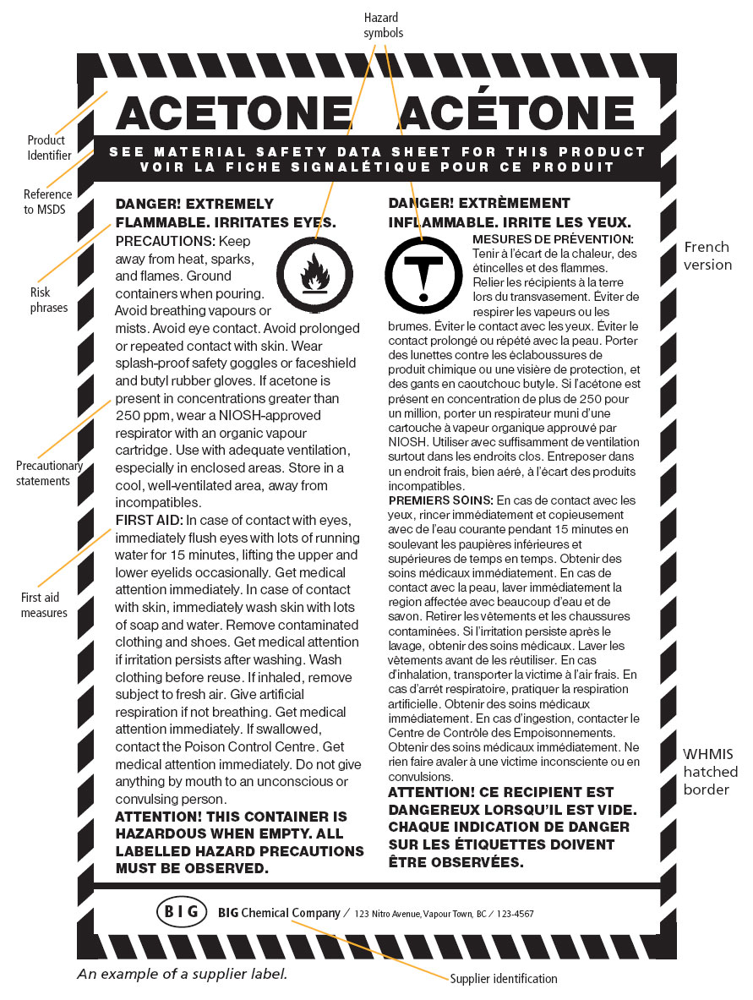 Hazard
symbols
ACETONE ACÉTONE
Product
Identifier
SEE MATERIAL SAFETY DATA SHEET FOR THIS PRODUCT
VOIR LA FICHE SIGNALÉTIQUE POUR CE PRODUIT
Reference
to MSDS
DANGER! EXTREMELY
FLAMMABLE. IRRITATES EYES.
PRECAUTIONS: Keep
away from heat, sparks,
and flames. Ground
containers when pouring.
Avoid breathing vapours or
mists. Avoid eye contact. Avoid prolonged
or repeated contact with skin. Wear
splash-proof safety goggles or faceshield
and butyl rubber gloves. If acetone is
present in concentrations greater than
250 ppm, wear a NIOSH-approved
respirator with an organic vapour
cartridge. Use with adequate ventilation,
especially in enclosed areas. Store in a
cool, well-ventilated area, away from
incompatibles.
FIRST AID: In case of contact with eyes,
immediately flush eyes with lots of running
water for 15 minutes, lifting the upper and
lower eyelids occasionally. Get medical
attention immediately. In case of contact
with skin, immediately wash skin with lots
of soap and water. Remove contaminated
clothing and shoes. Get medical attention
if irritation persists after washing. Wash
clothing before reuse. If inhaled, remove
subject to fresh air. Give artificial
respiration if not breathing. Get medical
attention immediately. If swallowed,
contact the Poison Control Centre. Get
medical attention immediately. Do not give
anything by mouth to an unconscious or
convulsing person.
ATTENTION! THIS CONTAINER IS
HAZARDOUS WHEN EMPTY. ALL
LABELLED HAZARD PRECAUTIONS
MUST BE OBSERVED.
Risk
phrases
Precautionary
statements
First aid
measures
DANGER! EXTRÈMEMENT
INFLAMMABLE. IRRITE LES YEUX.
MESURES DE PRÉVENTION:
Tenir à l'écart de la chaleur, des
étincelles et des flammes.
Relier les récipients à la terre
lors du transvasement. Éviter de
respirer les vapeurs ou les
brumes. Éviter le contact avec les yeux. Éviter le
contact prolongé ou répété avec la peau. Porter
des lunettes contre les éclaboussures de
produit chimique ou une visière de protection, et
des gants en caoutchouc butyle. Si l'acétone est
présent en concentration de plus de 250 pour
un million, porter un respirateur muni d'une
cartouche à vapeur organique approuvé par
NIOSH. Utiliser avec suffisamment de ventilation
surtout dans les endroits clos. Entreposer dans
un endroit frais, bien aéré, à l'écart des produits
incompatibles.
PREMIERS SOINS: En cas de contact avec les
yeux, rincer immédiatement et copieusement
avec de l'eau courante pendant 15 minutes en
soulevant les paupières inférieures et
supérieures de temps en temps. Obtenir des
soins médicaux immédiatement. En cas de
contact avec la peau, laver immédiatement la
region affectée avec beaucoup d'eau et de
savon. Retirer les vêtements et les chaussures
contaminées. Si l'irritation persiste après le
lavage, obtenir des soins médicaux. Laver les
vêtements avant de les réutiliser. En cas
d'inhalation, transporter la victime à l'air frais. En
cas d'arrét respiratoire, pratiquer la respiration
artificielle. Obtenir des soins médicaux
immédiatement. En cas d'ingestion, contacter le
Centre de Contrôle des Empoisonnements.
Obtenir des soins médicaux immédiatement. Ne
rien faire avaler à une victime inconsciente ou en
convulsions.
ATTENTION! CE RECIPIENT EST
DANGEREUX LORSQU'IL EST VIDE.
CHAQUE INDICATION DE DANGER
SUR LES ÉTIQUETTES DOIVENT
ÊTRE OBSERVÉES.
French
version
WHMIS
hatched
border
BIG BIG Chemical Company / 123 Nitro Avenue, Vapour Town, BC / 123-4567
An example of a supplier label.
Supplier identification